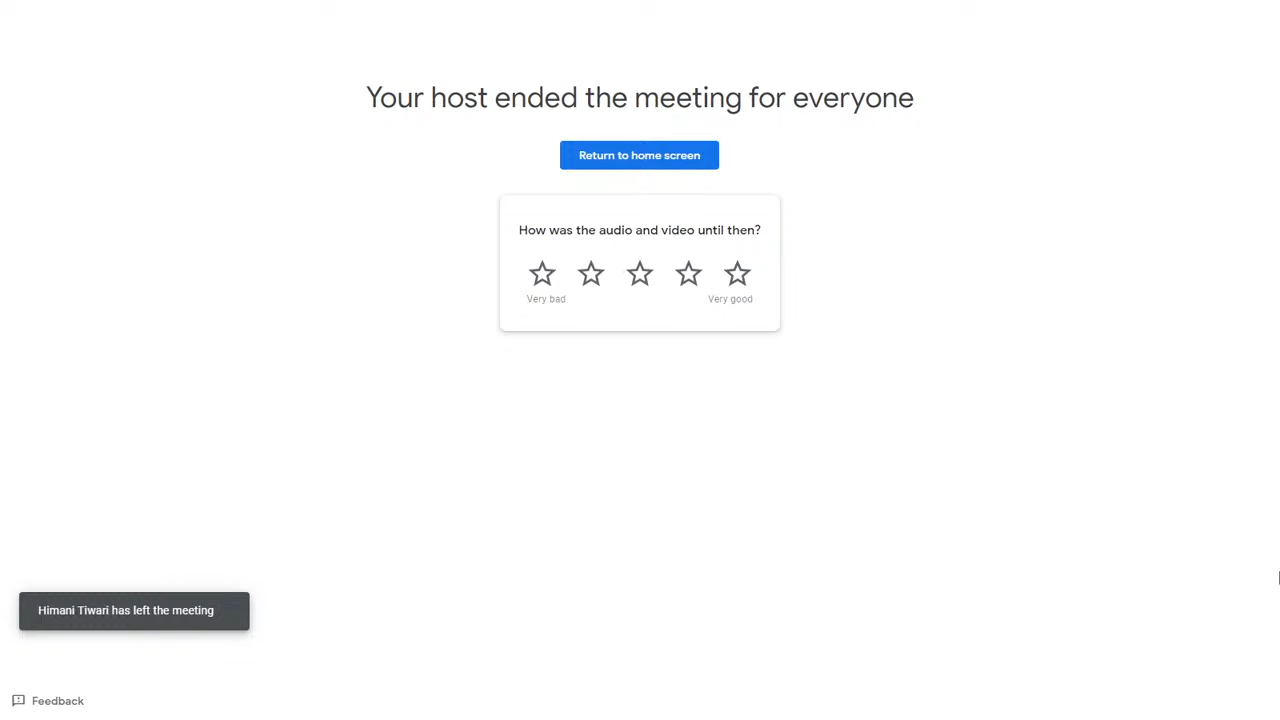 Your host ended the meeting for everyone
Return to home screen
How was the audio and video until then?
Very bad
Very good
Himani Tiwari has left the meeting
Feedback